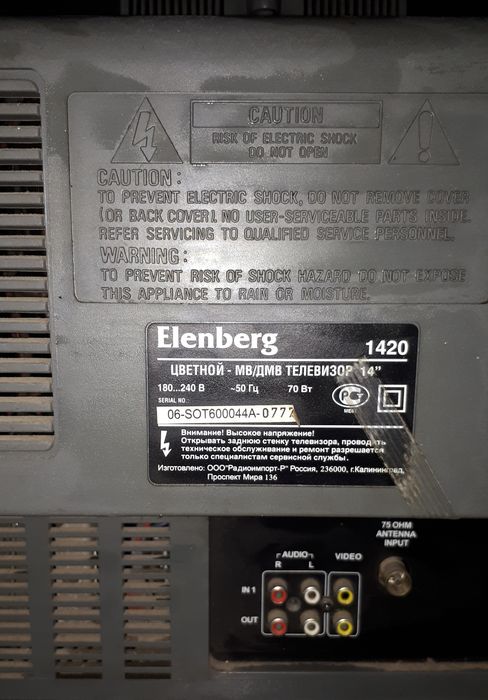 CAUTION
RISK OF ELECTRIC SHOCK
DO NOT OPEN
CAUTION:
TO PREVENT ELECTRIC SHOCK, DO NOT REMOVE COVER
(OR BACK COVER). NO USER-SERVICEABLE PARTS INSIDE.
REFER SERVICING TO QUALIFIED SERVICE PERSONNEL.
WARNING:
TO PREVENT RISK OF SHOCK HAZARD DO NOT EXPOSE
THIS APPLIANCE TO RAIN OR MOISTURE.
Elenberg 1420
ЦВЕТНОЙ - МВ/ДМВ ТЕЛЕВИЗОР 14"
180...240 В ~50 Гц 70 Вт
SERIAL NO:
06-SOT600044A-0777
Внимание! Высокое напряжение!
Открывать заднюю стенку телевизора, проводить
техническое обслуживание и ремонт разрешается
только специалистам сервисной службы.
Изготовлено: ООО"Радиоимпорт-Р" Россия, 236000, г.Калининград,
Проспект Мира 136
75 OHM
ANTENNA
INPUT
AUDIO VIDEO
R L
IN 1
OUT